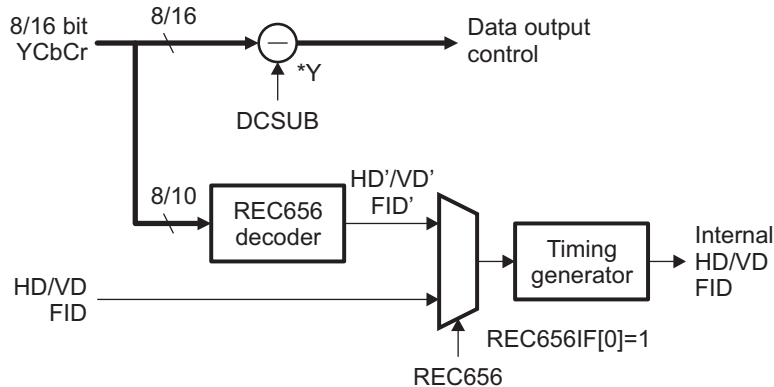 8/16 bit
YCbCr
8/16
−
*Y
DCSUB
Data output
control
8/10
REC656
decoder
HD’/VD’
FID’
HD/VD
FID
Timing
generator
Internal
HD/VD
FID
REC656IF[0]=1
REC656